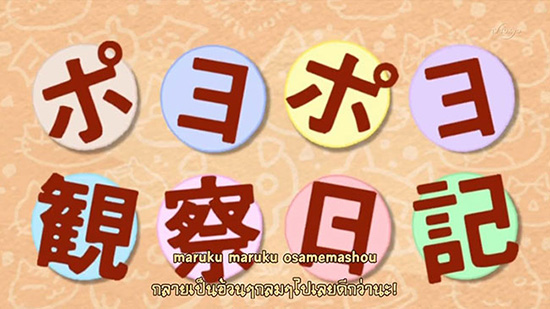 ポヨポヨ
観察日記
maruku maruku osamemashou
กลายเป็นอ้วนๆกลมๆไปเลยดีกว่านะ!